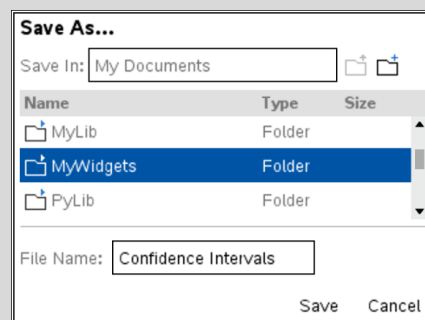 Save As...
Save In: My Documents
Name Type Size
MyLib Folder
MyWidgets Folder
PyLib Folder
File Name: Confidence Intervals
Save Cancel